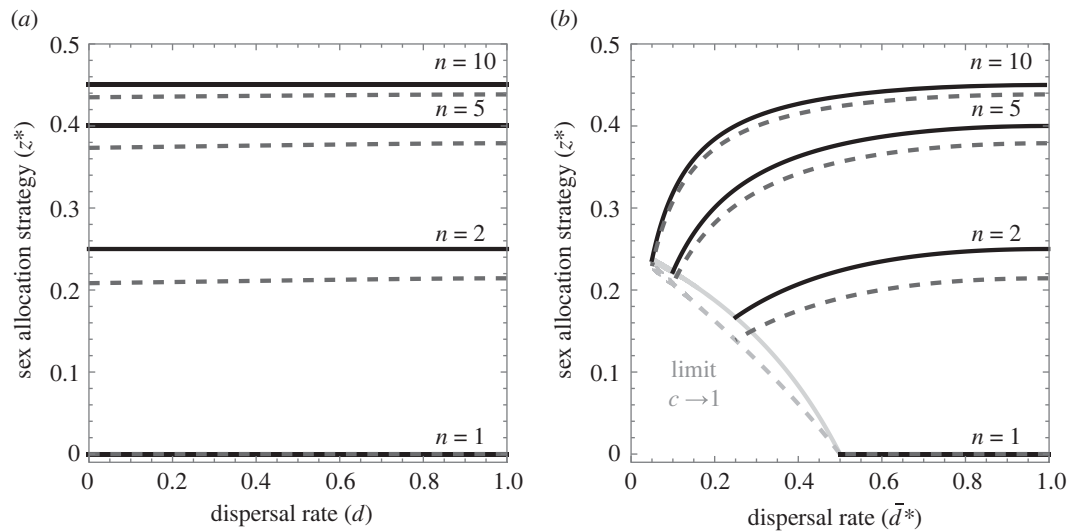 (a)
0.5
0.4
0.3
0.2
0.1
0
sex allocation strategy (z*)
n = 10
n = 5
n = 2
n = 1
0 0.2 0.4 0.6 0.8 1.0
dispersal rate (d)
(b)
0.5
0.4
0.3
0.2
0.1
0
sex allocation strategy (z*)
n = 10
n = 5
n = 2
limit
c →1
n = 1
0 0.2 0.4 0.6 0.8 1.0
dispersal rate (d̄*)